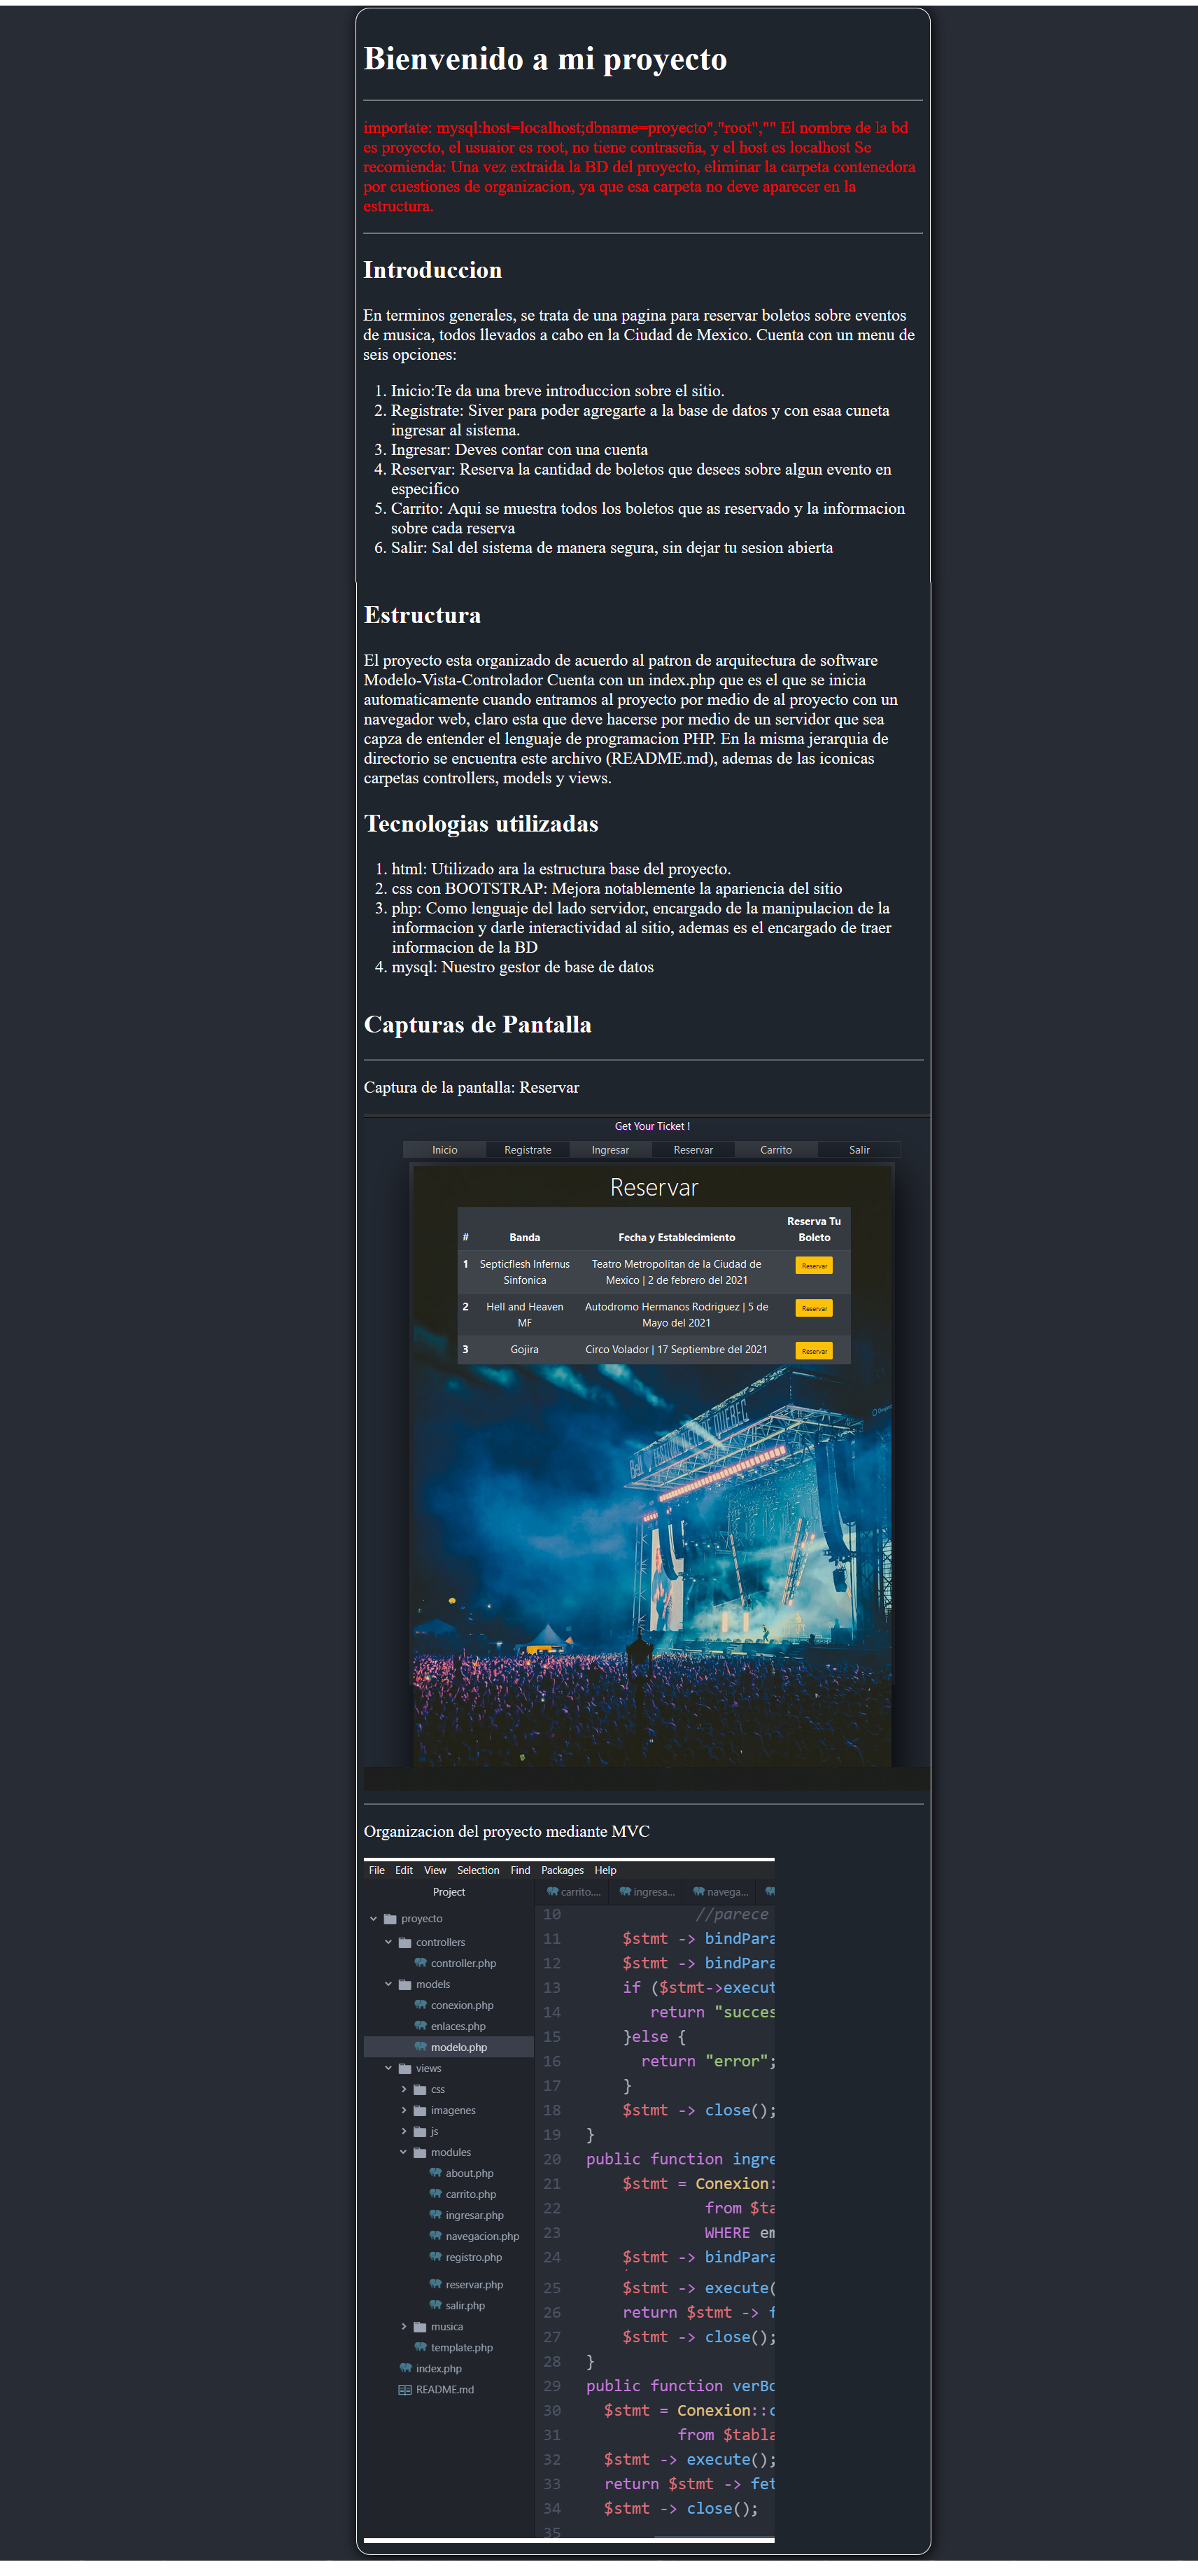 Bienvenido a mi proyecto
importate: mysql:host=localhost;dbname=proyecto","root","" El nombre de la bd
es proyecto, el usuaior es root, no tiene contraseña, y el host es localhost Se
recomienda: Una vez extraida la BD del proyecto, eliminar la carpeta contenedora
por cuestiones de organizacion, ya que esa carpeta no deve aparecer en la
estructura.
Introduccion
En terminos generales, se trata de una pagina para reservar boletos sobre eventos
de musica, todos llevados a cabo en la Ciudad de Mexico. Cuenta con un menu de
seis opciones:
1. Inicio:Te da una breve introduccion sobre el sitio.
2. Registrate: Siver para poder agregarte a la base de datos y con esaa cuneta
ingresar al sistema.
3. Ingresar: Deves contar con una cuenta
4. Reservar: Reserva la cantidad de boletos que desees sobre algun evento en
especifico
5. Carrito: Aqui se muestra todos los boletos que as reservado y la informacion
sobre cada reserva
6. Salir: Sal del sistema de manera segura, sin dejar tu sesion abierta
Estructura
El proyecto esta organizado de acuerdo al patron de arquitectura de software
Modelo-Vista-Controlador Cuenta con un index.php que es el que se inicia
automaticamente cuando entramos al proyecto por medio de al proyecto con un
navegador web, claro esta que deve hacerse por medio de un servidor que sea
capza de entender el lenguaje de programacion PHP. En la misma jerarquia de
directorio se encuentra este archivo (README.md), ademas de las iconicas
carpetas controllers, models y views.
Tecnologias utilizadas
1. html: Utilizado ara la estructura base del proyecto.
2. css con BOOTSTRAP: Mejora notablemente la apariencia del sitio
3. php: Como lenguaje del lado servidor, encargado de la manipulacion de la
informacion y darle interactividad al sitio, ademas es el encargado de traer
informacion de la BD
4. mysql: Nuestro gestor de base de datos
Capturas de Pantalla
Captura de la pantalla: Reservar
Get Your Ticket !
Inicio Registrate Ingresar Reservar Carrito Salir
Reservar
# Banda Fecha y Establecimiento Reserva Tu Boleto
1 Septicflesh Infernus Sinfonica Teatro Metropolitan de la Ciudad de Mexico | 2 de febrero del 2021 Reservar
2 Hell and Heaven MF Autodromo Hermanos Rodriguez | 5 de Mayo del 2021 Reservar
3 Gojira Circo Volador | 17 Septiembre del 2021 Reservar
Bell FESTIVAL D'ÉTÉ DE QUEBEC
Organizacion del proyecto mediante MVC
File Edit View Selection Find Packages Help
Project
carrito.... ingresa... navega...
proyecto
controllers
controller.php
models
conexion.php
enlaces.php
modelo.php
views
css
imagenes
js
modules
about.php
carrito.php
ingresar.php
navegacion.php
registro.php
reservar.php
salir.php
musica
template.php
index.php
README.md
10 //parece
11 $stmt -> bindPara
12 $stmt -> bindPara
13 if ($stmt->execut
14 return "succes
15 }else {
16 return "error";
17 }
18 $stmt -> close();
19 }
20 public function ingre
21 $stmt = Conexion:
22 from $ta
23 WHERE em
24 $stmt -> bindPara
25 $stmt -> execute(
26 return $stmt -> f
27 $stmt -> close();
28 }
29 public function verBo
30 $stmt = Conexion::c
31 from $tabla
32 $stmt -> execute();
33 return $stmt -> fet
34 $stmt -> close();
35